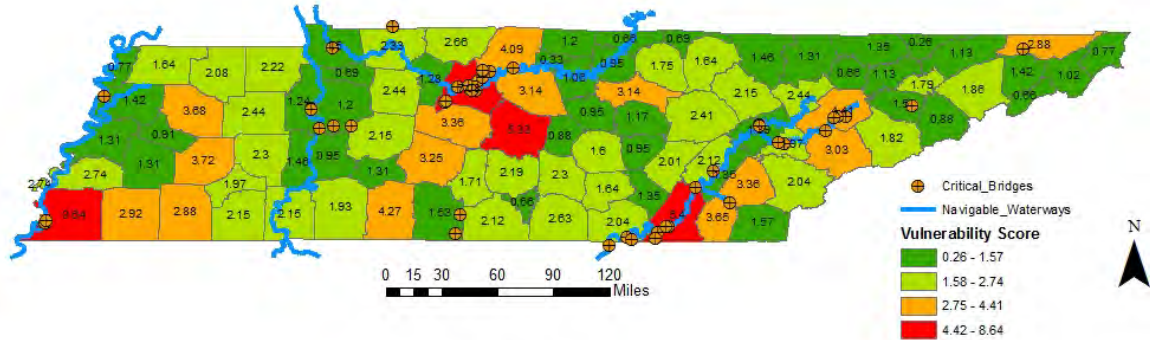 0.77 1.64 2.08 2.22 2.33 2.66 4.09 1.2 0.66 0.69
1.42 3.68 2.44 1.24 0.69 1.28 3.14 0.33 1.06 0.95 1.75 1.64 1.46 1.31 1.35 0.26 1.13 2.88 0.77
1.31 0.91 1.2 2.44 3.14 2.15 2.44 0.66 1.13 1.79 1.86 1.42 1.02 0.66
1.31 3.72 2.3 1.46 0.95 2.15 3.36 5.33 0.88 0.95 1.17 2.41 4.41 0.88
2.74 2.74 1.97 1.31 3.25 1.71 2.19 2.3 1.6 0.95 2.01 2.12 3.03 1.82
8.64 2.92 2.88 2.15 2.15 1.93 4.27 1.53 2.12 0.66 2.63 1.64 2.04 1.35 3.65 3.36 2.04 1.57
Critical_Bridges
Navigable_Waterways
Vulnerability Score
0.26 - 1.57
1.58 - 2.74
2.75 - 4.41
4.42 - 8.64
N
0 15 30 60 90 120
Miles